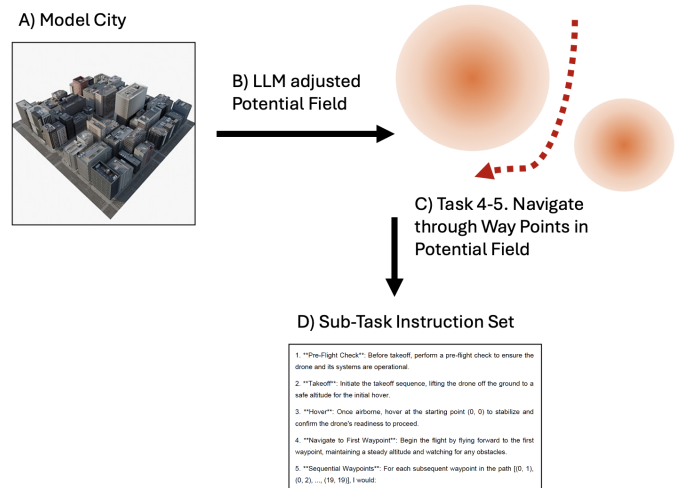 A) Model City
B) LLM adjusted
Potential Field
C) Task 4-5. Navigate
through Way Points in
Potential Field
D) Sub-Task Instruction Set
1. **Pre-Flight Check**: Before takeoff, perform a pre-flight check to ensure the
drone and its systems are operational.
2. **Takeoff**: Initiate the takeoff sequence, lifting the drone off the ground to a
safe altitude for the initial hover.
3. **Hover**: Once airborne, hover at the starting point (0, 0) to stabilize and
confirm the drone's readiness to proceed.
4. **Navigate to First Waypoint**: Begin the flight by flying forward to the first
waypoint, maintaining a steady altitude and watching for any obstacles.
5. **Sequential Waypoints**: For each subsequent waypoint in the path [(0, 1),
(0, 2), ..., (19, 19)], I would: